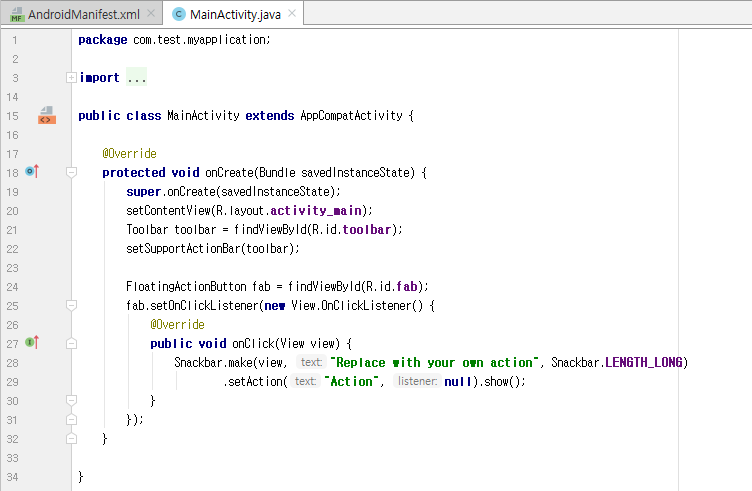 AndroidManifest.xml MainActivity.java
1 package com.test.myapplication;
2
3 import ...
14
15 public class MainActivity extends AppCompatActivity {
16
17 @Override
18 protected void onCreate(Bundle savedInstanceState) {
19 super.onCreate(savedInstanceState);
20 setContentView(R.layout.activity_main);
21 Toolbar toolbar = findViewById(R.id.toolbar);
22 setSupportActionBar(toolbar);
23
24 FloatingActionButton fab = findViewById(R.id.fab);
25 fab.setOnClickListener(new View.OnClickListener() {
26 @Override
27 public void onClick(View view) {
28 Snackbar.make(view, text: "Replace with your own action", Snackbar.LENGTH_LONG)
29 .setAction( text: "Action", listener: null).show();
30 }
31 });
32 }
33
34 }